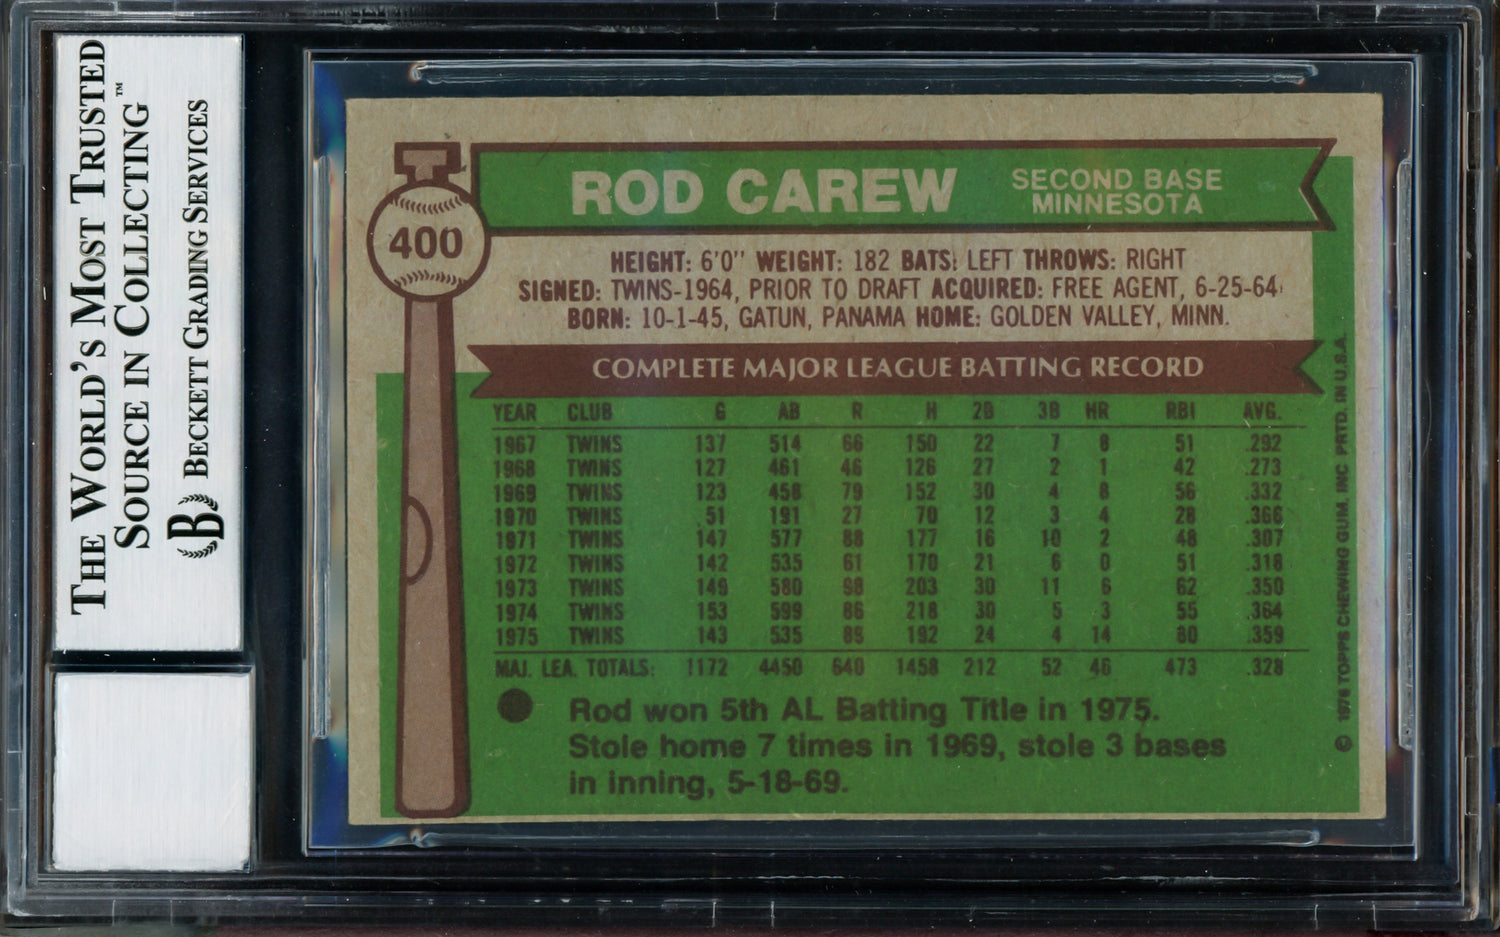 THE WORLD'S MOST TRUSTED
SOURCE IN COLLECTING™
B BECKETT GRADING SERVICES
400
ROD CAREW
SECOND BASE
MINNESOTA
HEIGHT: 6'0" WEIGHT: 182 BATS: LEFT THROWS: RIGHT
SIGNED: TWINS-1964, PRIOR TO DRAFT ACQUIRED: FREE AGENT, 6-25-64
BORN: 10-1-45, GATUN, PANAMA HOME: GOLDEN VALLEY, MINN.
COMPLETE MAJOR LEAGUE BATTING RECORD
YEAR CLUB G AB R H 2B 3B HR RBI AVG.
1967 TWINS 137 514 66 150 22 7 8 51 .292
1968 TWINS 127 461 46 126 27 2 1 42 .273
1969 TWINS 123 458 79 152 30 4 8 56 .332
1970 TWINS 51 191 27 70 12 3 4 28 .366
1971 TWINS 147 577 88 177 16 10 2 48 .307
1972 TWINS 142 535 61 170 21 6 0 51 .318
1973 TWINS 149 580 98 203 30 11 6 62 .350
1974 TWINS 153 599 86 218 30 5 3 55 .364
1975 TWINS 143 535 89 192 24 4 14 80 .359
MAJ. LEA. TOTALS: 1172 4450 640 1458 212 52 46 473 .328
Rod won 5th AL Batting Title in 1975.
Stole home 7 times in 1969, stole 3 bases
in inning, 5-18-69.
© 1976 TOPPS CHEWING GUM, INC PRTD. IN U.S.A.